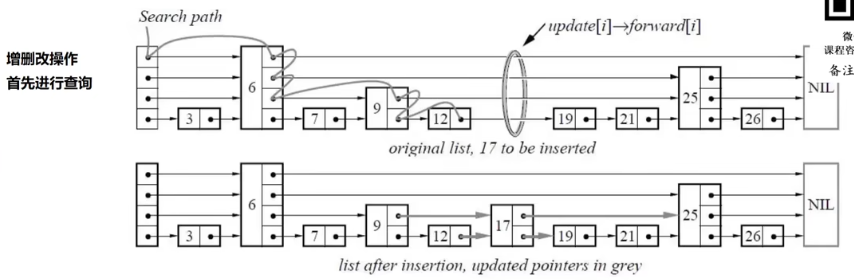 Search path
update[i]→forward[i]
增删改操作
首先进行查询
微
课程咨
备注
6
9
25
NIL
3
7
12
19
21
26
original list, 17 to be inserted
6
9
17
25
NIL
3
7
12
19
21
26
list after insertion, updated pointers in grey